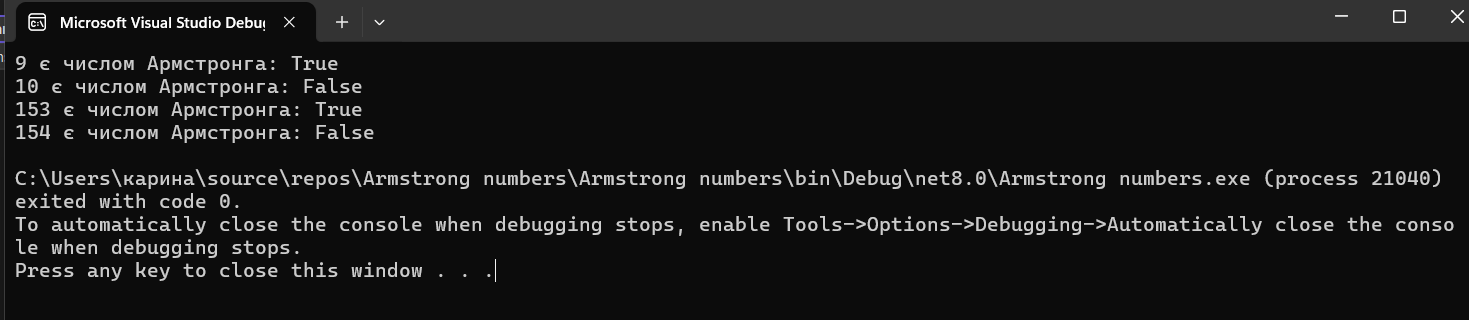 Microsoft Visual Studio Debu
9 є числом Армстронга: True
10 є числом Армстронга: False
153 є числом Армстронга: True
154 є числом Армстронга: False
C:\Users\карина\source\repos\Armstrong numbers\Armstrong numbers\bin\Debug\net8.0\Armstrong numbers.exe (process 21040)
exited with code 0.
To automatically close the console when debugging stops, enable Tools->Options->Debugging->Automatically close the conso
le when debugging stops.
Press any key to close this window . . .